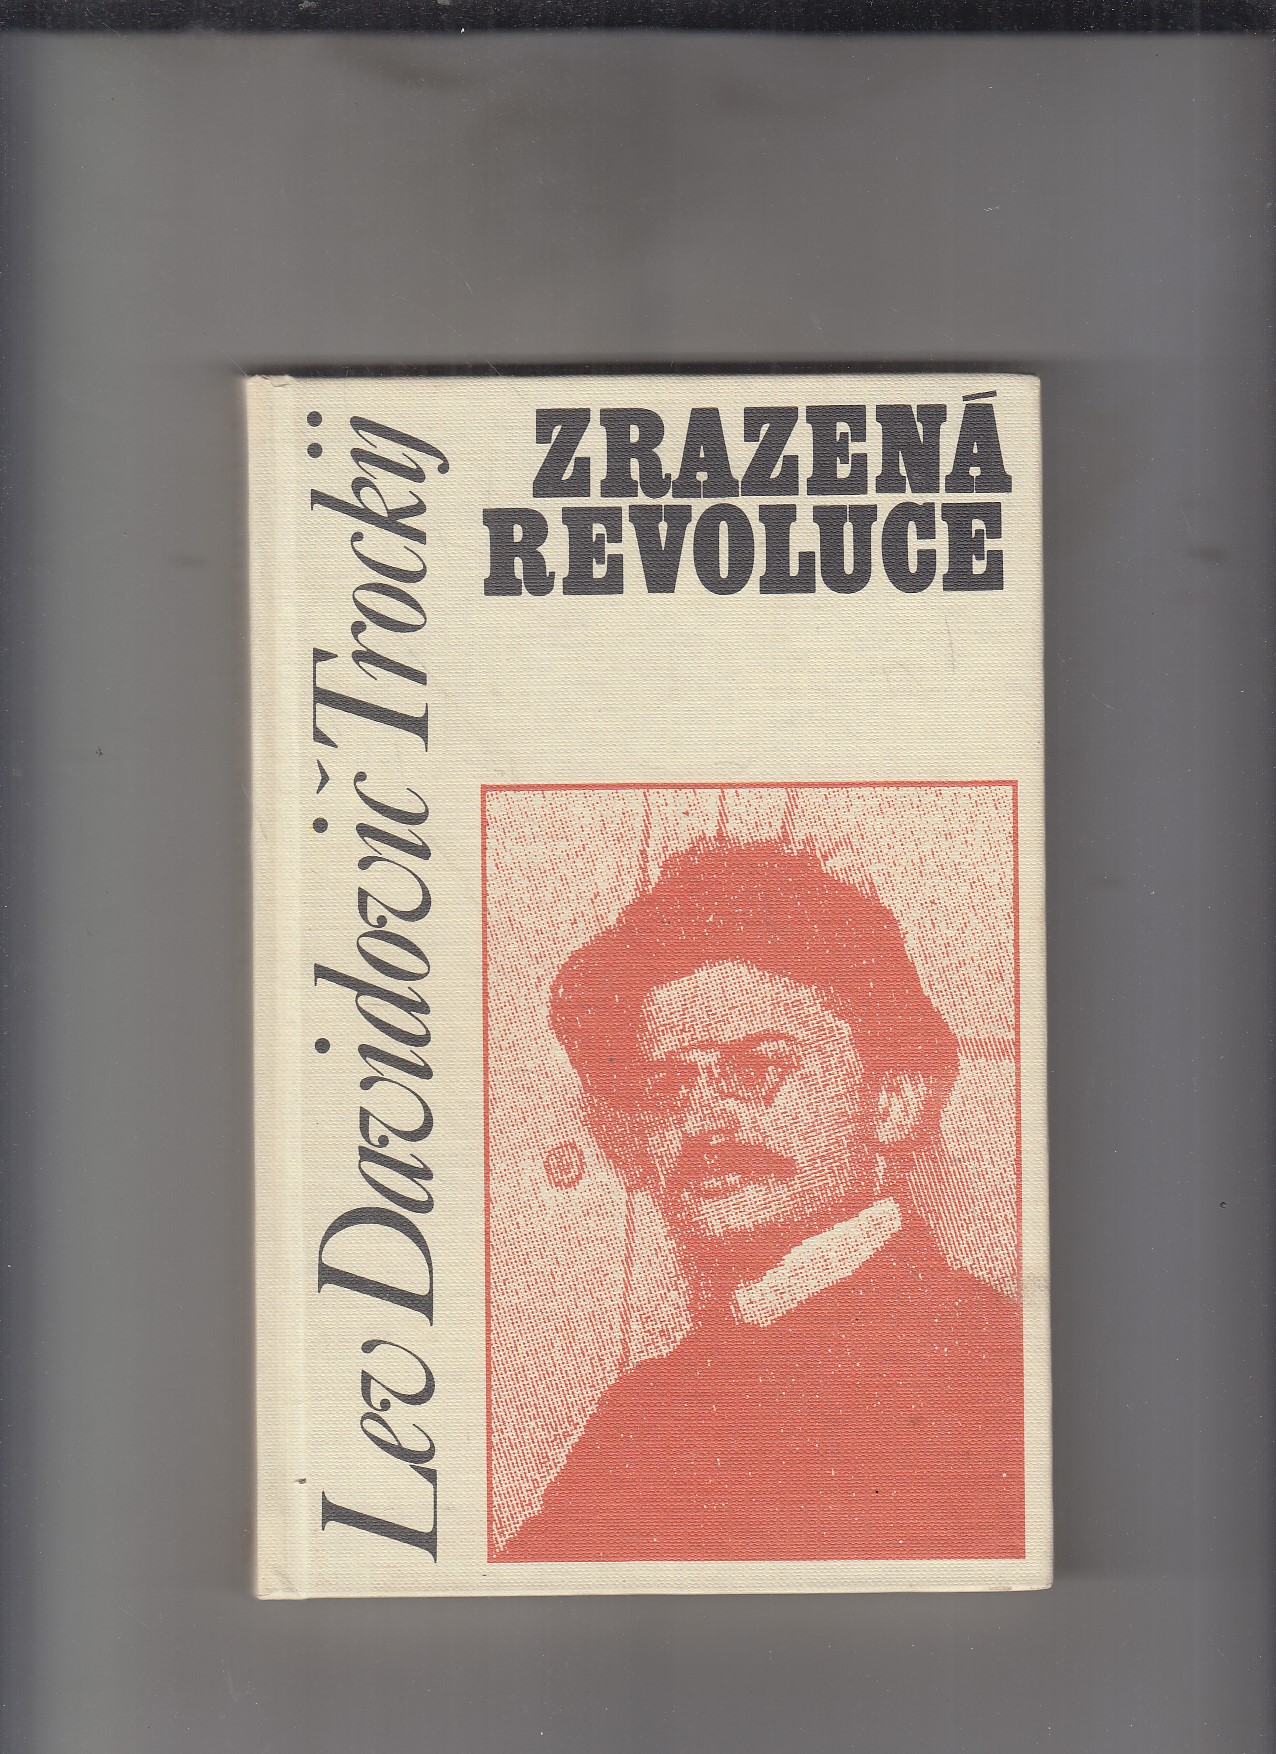 ZRAZENÁ
REVOLUCE
Lev Davidovič Trockij